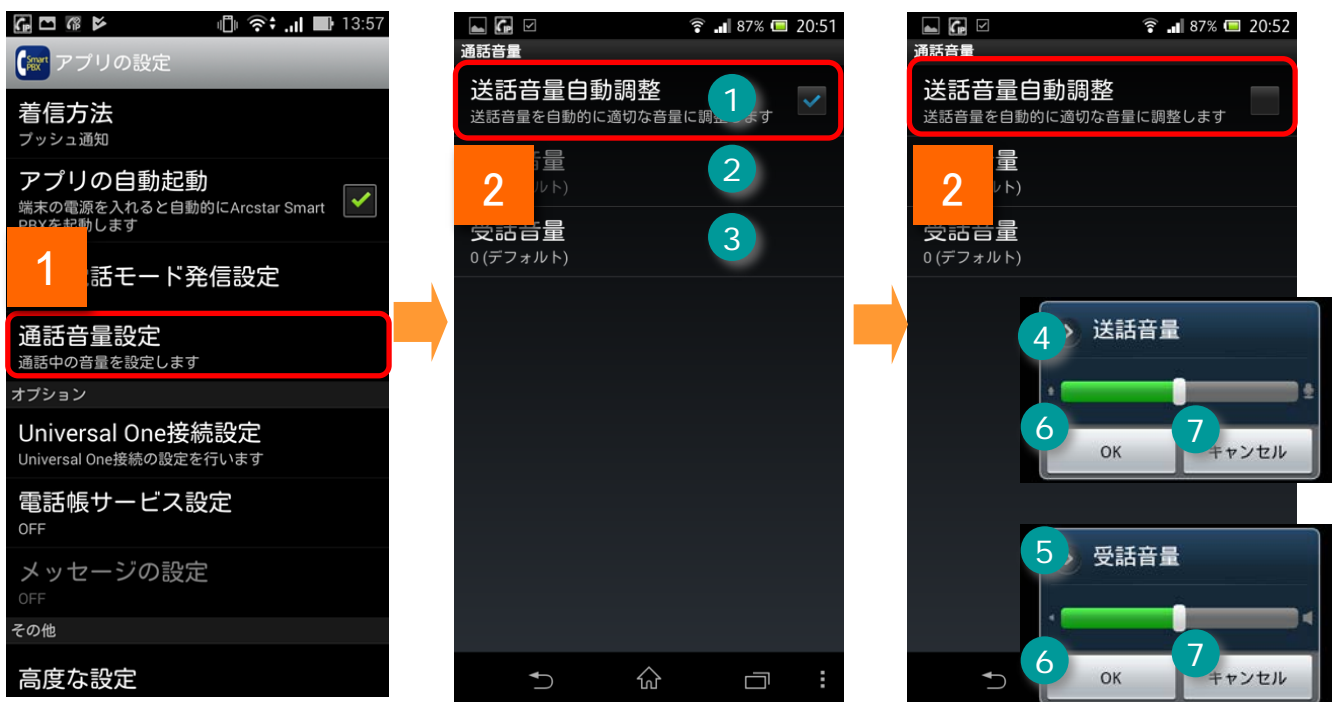 13:57
Smart PBX
アプリの設定
着信方法
プッシュ通知
アプリの自動起動
端末の電源を入れると自動的にArcstar Smart
PBXを起動します
1
話モード発信設定
通話音量設定
通話中の音量を設定します
オプション
Universal One接続設定
Universal One接続の設定を行います
電話帳サービス設定
OFF
メッセージの設定
OFF
その他
高度な設定
87% 20:51
通話音量
送話音量自動調整
1
送話音量を自動的に適切な音量に調整します
音量
2
ルト)
2
受話音量
3
0 (デフォルト)
87% 20:52
通話音量
送話音量自動調整
送話音量を自動的に適切な音量に調整します
音量
ルト)
2
受話音量
0 (デフォルト)
4
送話音量
6
OK
7
キャンセル
5
受話音量
6
OK
7
キャンセル